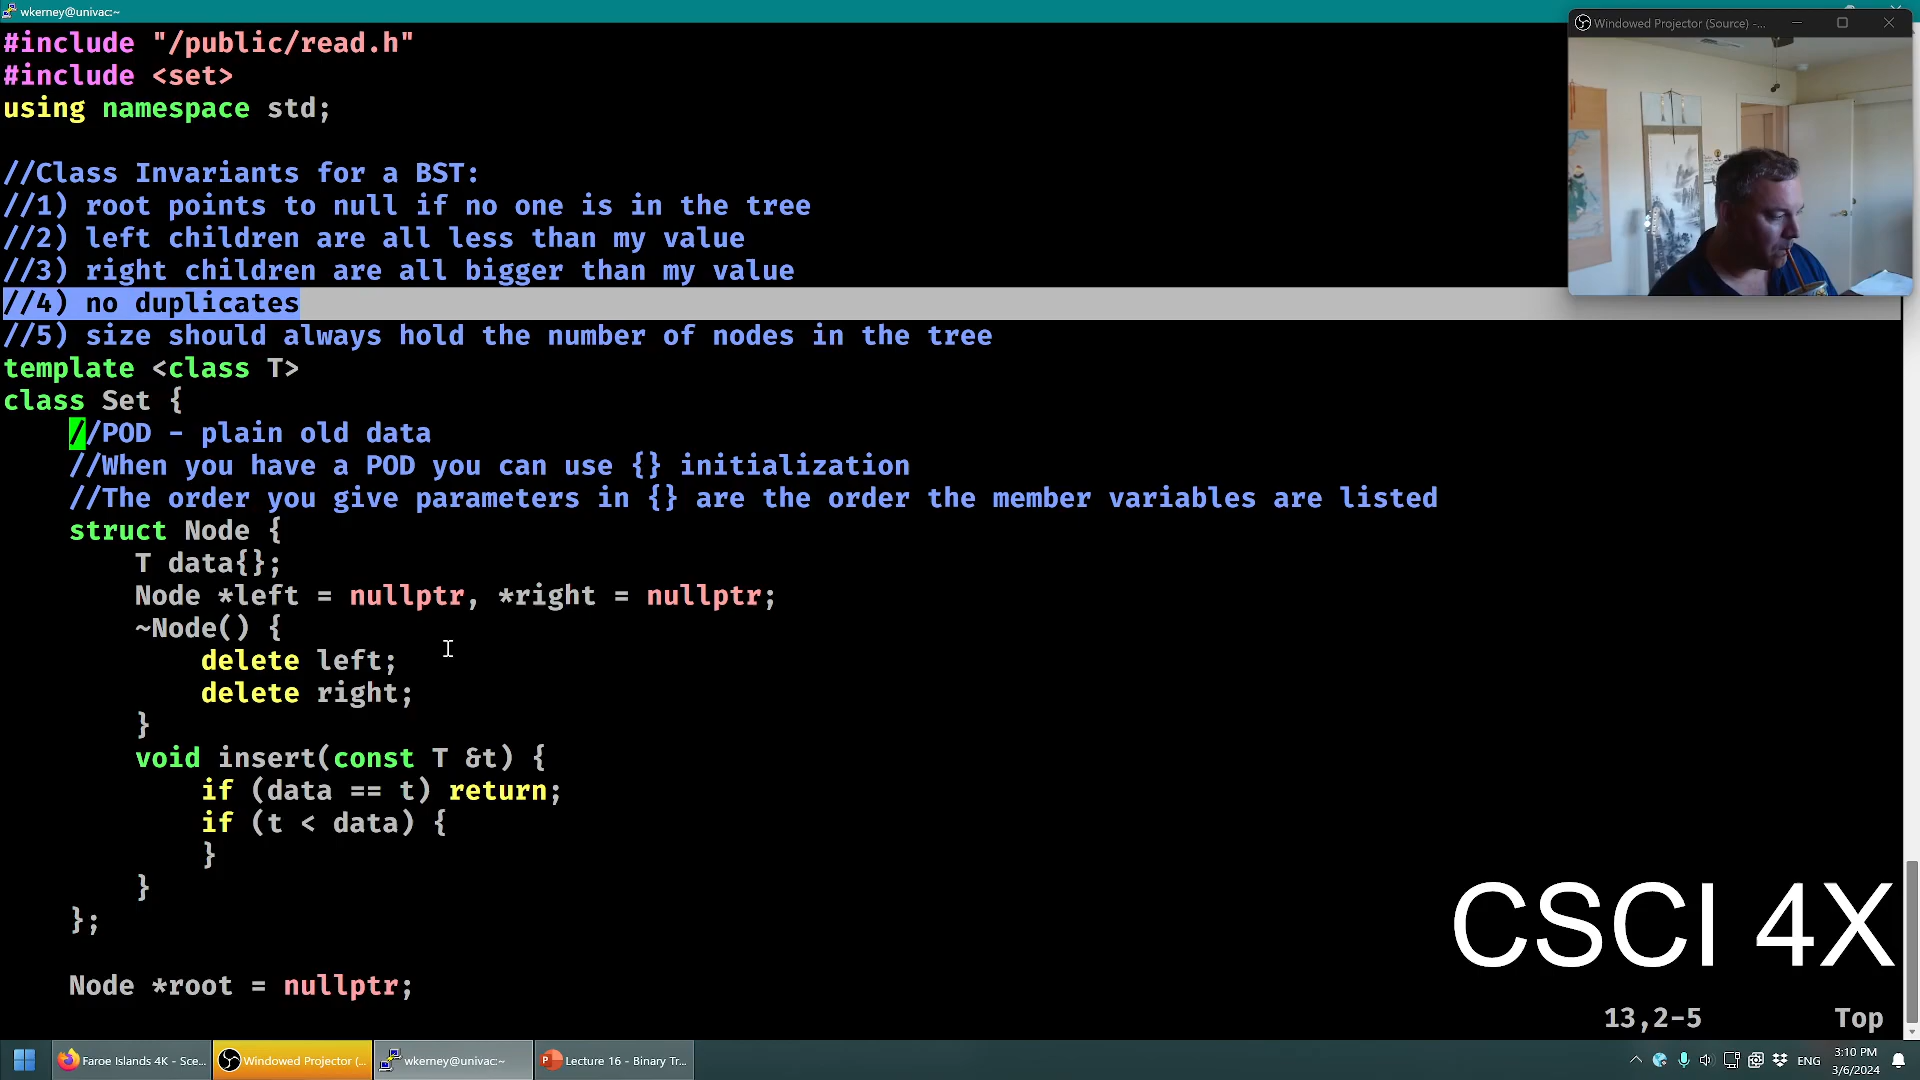 wkerney@univac:~
Windowed Projector (Source) -...
#include "/public/read.h"
#include <set>
using namespace std;
//Class Invariants for a BST:
//1) root points to null if no one is in the tree
//2) left children are all less than my value
//3) right children are all bigger than my value
//4) no duplicates
//5) size should always hold the number of nodes in the tree
template <class T>
class Set {
//POD - plain old data
//When you have a POD you can use {} initialization
//The order you give parameters in {} are the order the member variables are listed
struct Node {
T data{};
Node *left = nullptr, *right = nullptr;
~Node() {
delete left;
delete right;
}
void insert(const T &t) {
if (data == t) return;
if (t < data) {
}
}
};
Node *root = nullptr;
CSCI 4X
13,2-5 Top
Faroe Islands 4K - Sce...
Windowed Projector (...
wkerney@univac:~
Lecture 16 - Binary Tr...
ENG
3:10 PM
3/6/2024